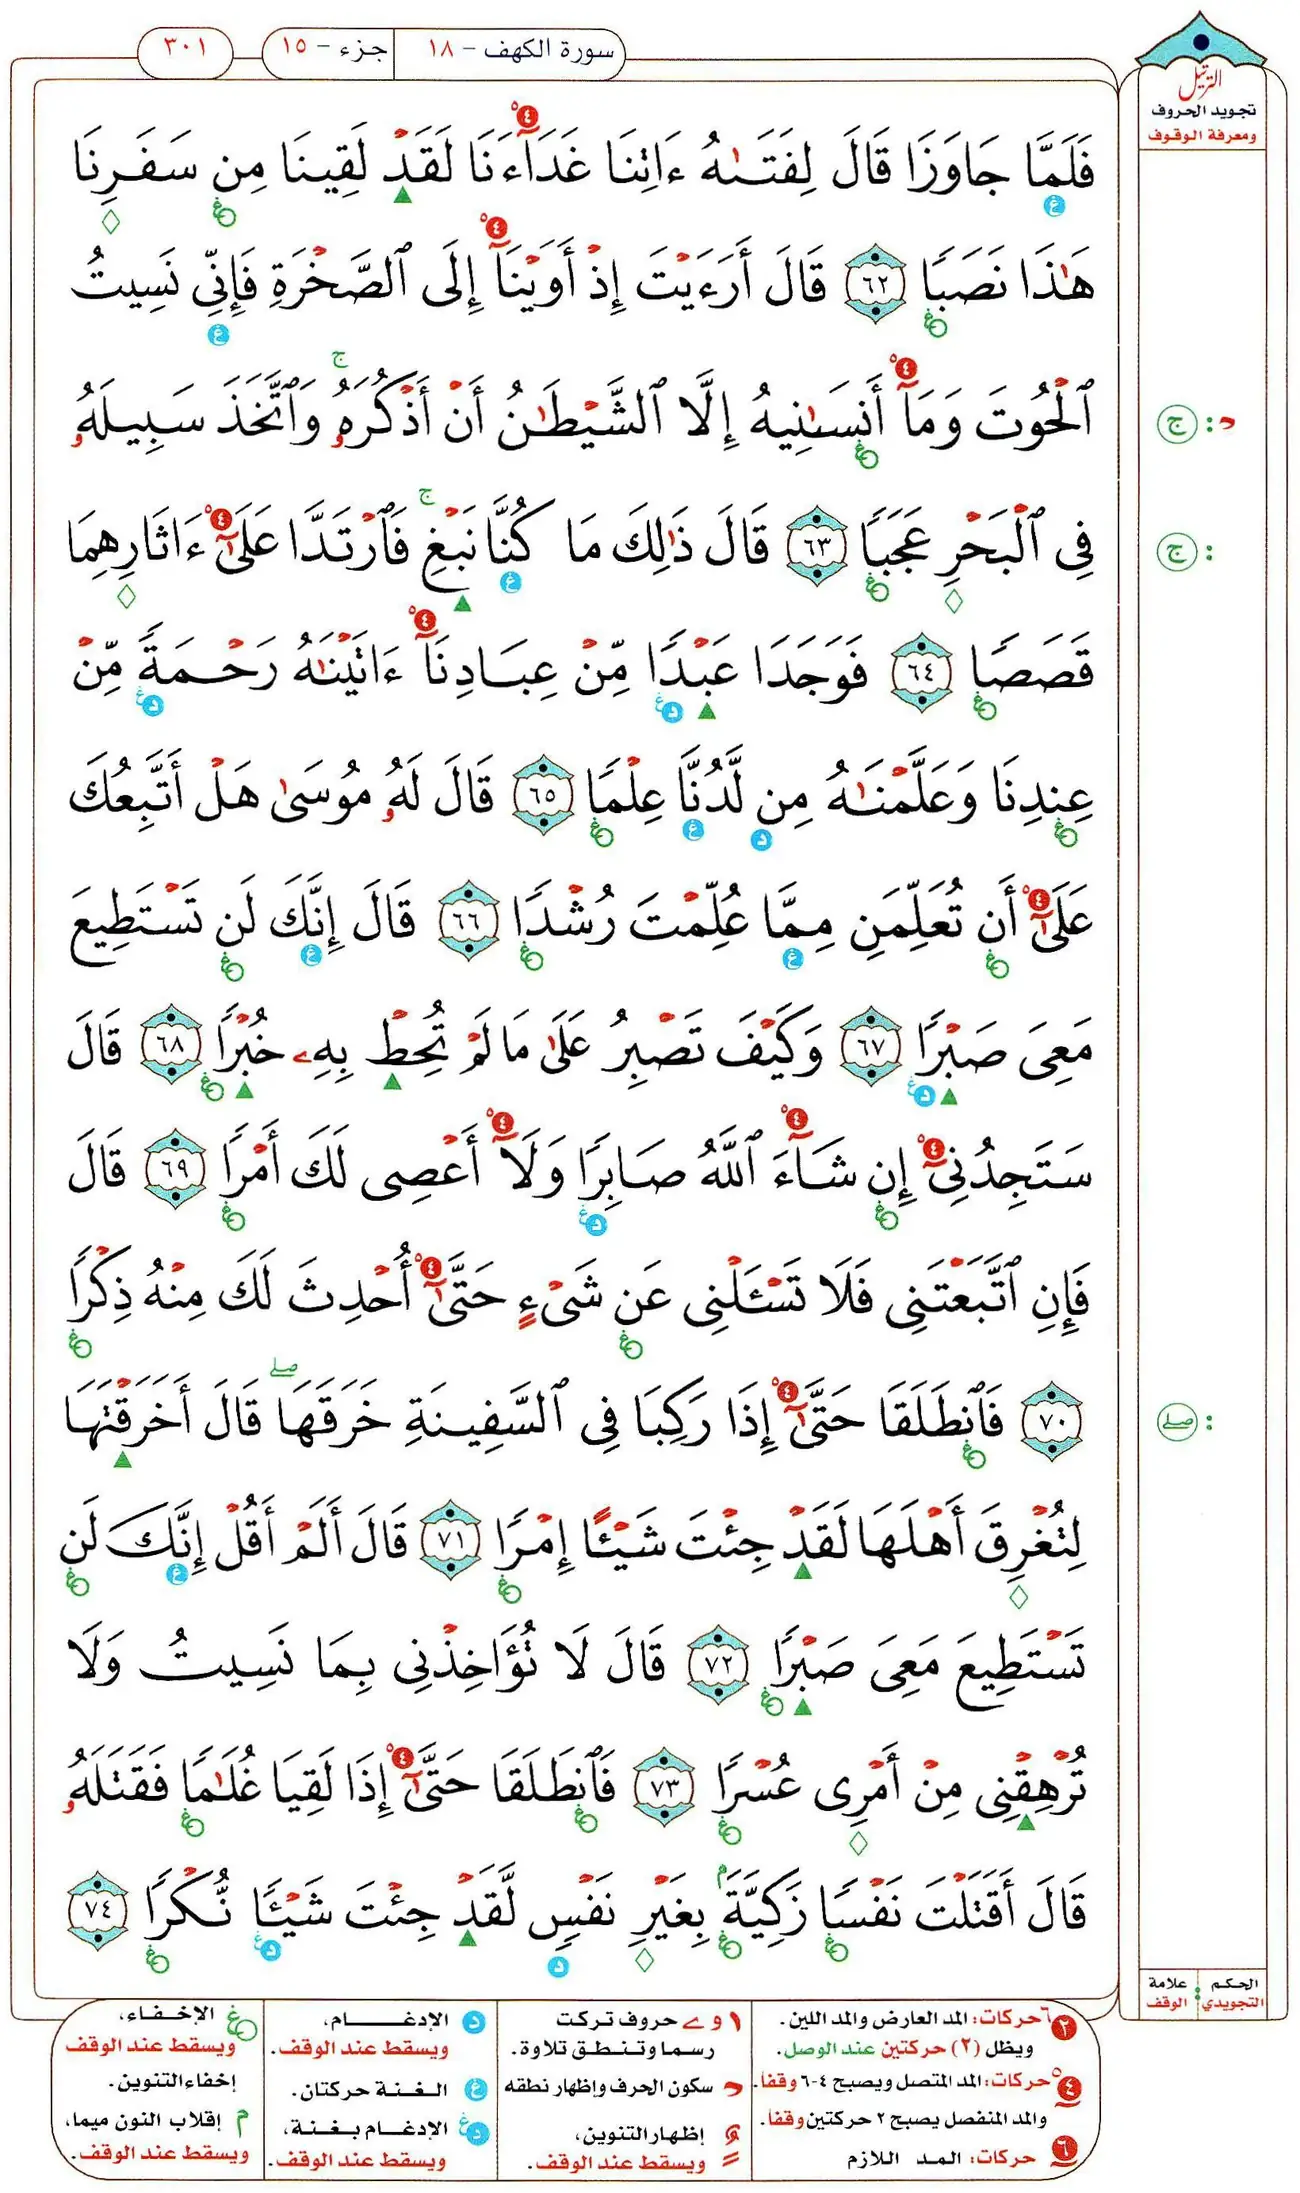 سورة الكهف - ١٨
جزء - ١٥
٣٠١
الترتيل
تجويد الحروف
ومعرفة الوقوف
فَلَمَّا جَاوَزَا قَالَ لِفَتَىٰهُ ءَاتِنَا غَدَآءَنَا لَقَدْ لَقِينَا مِن سَفَرِنَا
هَٰذَا نَصَبًا ٦٢ قَالَ أَرَءَيْتَ إِذْ أَوَيْنَآ إِلَى ٱلصَّخْرَةِ فَإِنِّى نَسِيتُ
ٱلْحُوتَ وَمَآ أَنسَىٰنِيهُ إِلَّا ٱلشَّيْطَٰنُ أَنْ أَذْكُرَهُۥ ۚ وَٱتَّخَذَ سَبِيلَهُۥ
فِى ٱلْبَحْرِ عَجَبًا ٦٣ قَالَ ذَٰلِكَ مَا كُنَّا نَبْغِ ۚ فَٱرْتَدَّا عَلَىٰٓ ءَاثَارِهِمَا
قَصَصًا ٦٤ فَوَجَدَا عَبْدًا مِّنْ عِبَادِنَآ ءَاتَيْنَٰهُ رَحْمَةً مِّنْ
عِندِنَا وَعَلَّمْنَٰهُ مِن لَّدُنَّا عِلْمًا ٦٥ قَالَ لَهُۥ مُوسَىٰ هَلْ أَتَّبِعُكَ
عَلَىٰٓ أَن تُعَلِّمَنِ مِمَّا عُلِّمْتَ رُشْدًا ٦٦ قَالَ إِنَّكَ لَن تَسْتَطِيعَ
مَعِىَ صَبْرًا ٦٧ وَكَيْفَ تَصْبِرُ عَلَىٰ مَا لَمْ تُحِطْ بِهِۦ خُبْرًا ٦٨ قَالَ
سَتَجِدُنِىٓ إِن شَآءَ ٱللَّهُ صَابِرًا وَلَآ أَعْصِى لَكَ أَمْرًا ٦٩ قَالَ
فَإِنِ ٱتَّبَعْتَنِى فَلَا تَسْـَٔلْنِى عَن شَىْءٍ حَتَّىٰٓ أُحْدِثَ لَكَ مِنْهُ ذِكْرًا
٧٠ فَٱنطَلَقَا حَتَّىٰٓ إِذَا رَكِبَا فِى ٱلسَّفِينَةِ خَرَقَهَا ۖ قَالَ أَخَرَقْتَهَا
لِتُغْرِقَ أَهْلَهَا لَقَدْ جِئْتَ شَيْـًٔا إِمْرًا ٧١ قَالَ أَلَمْ أَقُلْ إِنَّكَ لَن
تَسْتَطِيعَ مَعِىَ صَبْرًا ٧٢ قَالَ لَا تُؤَاخِذْنِى بِمَا نَسِيتُ وَلَا
تُرْهِقْنِى مِنْ أَمْرِى عُسْرًا ٧٣ فَٱنطَلَقَا حَتَّىٰٓ إِذَا لَقِيَا غُلَٰمًا فَقَتَلَهُۥ
قَالَ أَقَتَلْتَ نَفْسًا زَكِيَّةًۢ بِغَيْرِ نَفْسٍ لَّقَدْ جِئْتَ شَيْـًٔا نُّكْرًا ٧٤
الحكم التجويدي : علامة الوقف
٢ ٦ حركات: المد العارض والمد اللين.
ويظل (٢) حركتين عند الوصل.
٤ ٥ حركات: المد المتصل ويصبح ٤-٦ وقفا.
والمد المنفصل يصبح ٢ حركتين وقفا.
٦ حركات: المد اللازم
ا و ے حروف تركت
رسما وتنطق تلاوة.
سكون الحرف وإظهار نطقه
إظهار التنوين،
ويسقط عند الوقف.
د الإدغام،
ويسقط عند الوقف.
غ الغنة حركتان.
دغ الإدغام بغنة،
ويسقط عند الوقف.
غ الإخفاء،
ويسقط عند الوقف
إخفاء التنوين.
م إقلاب النون ميما،
ويسقط عند الوقف.